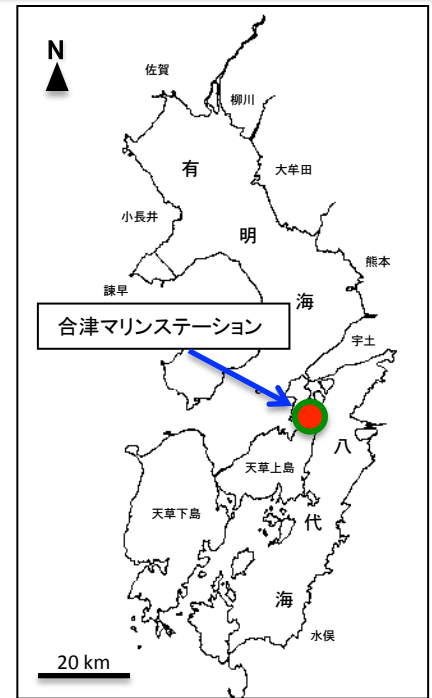 N
佐賀
柳川
有
大牟田
小長井
明
熊本
諫早
海
合津マリンステーション
宇土
八
天草上島
天草下島
代
海
水俣
20 km